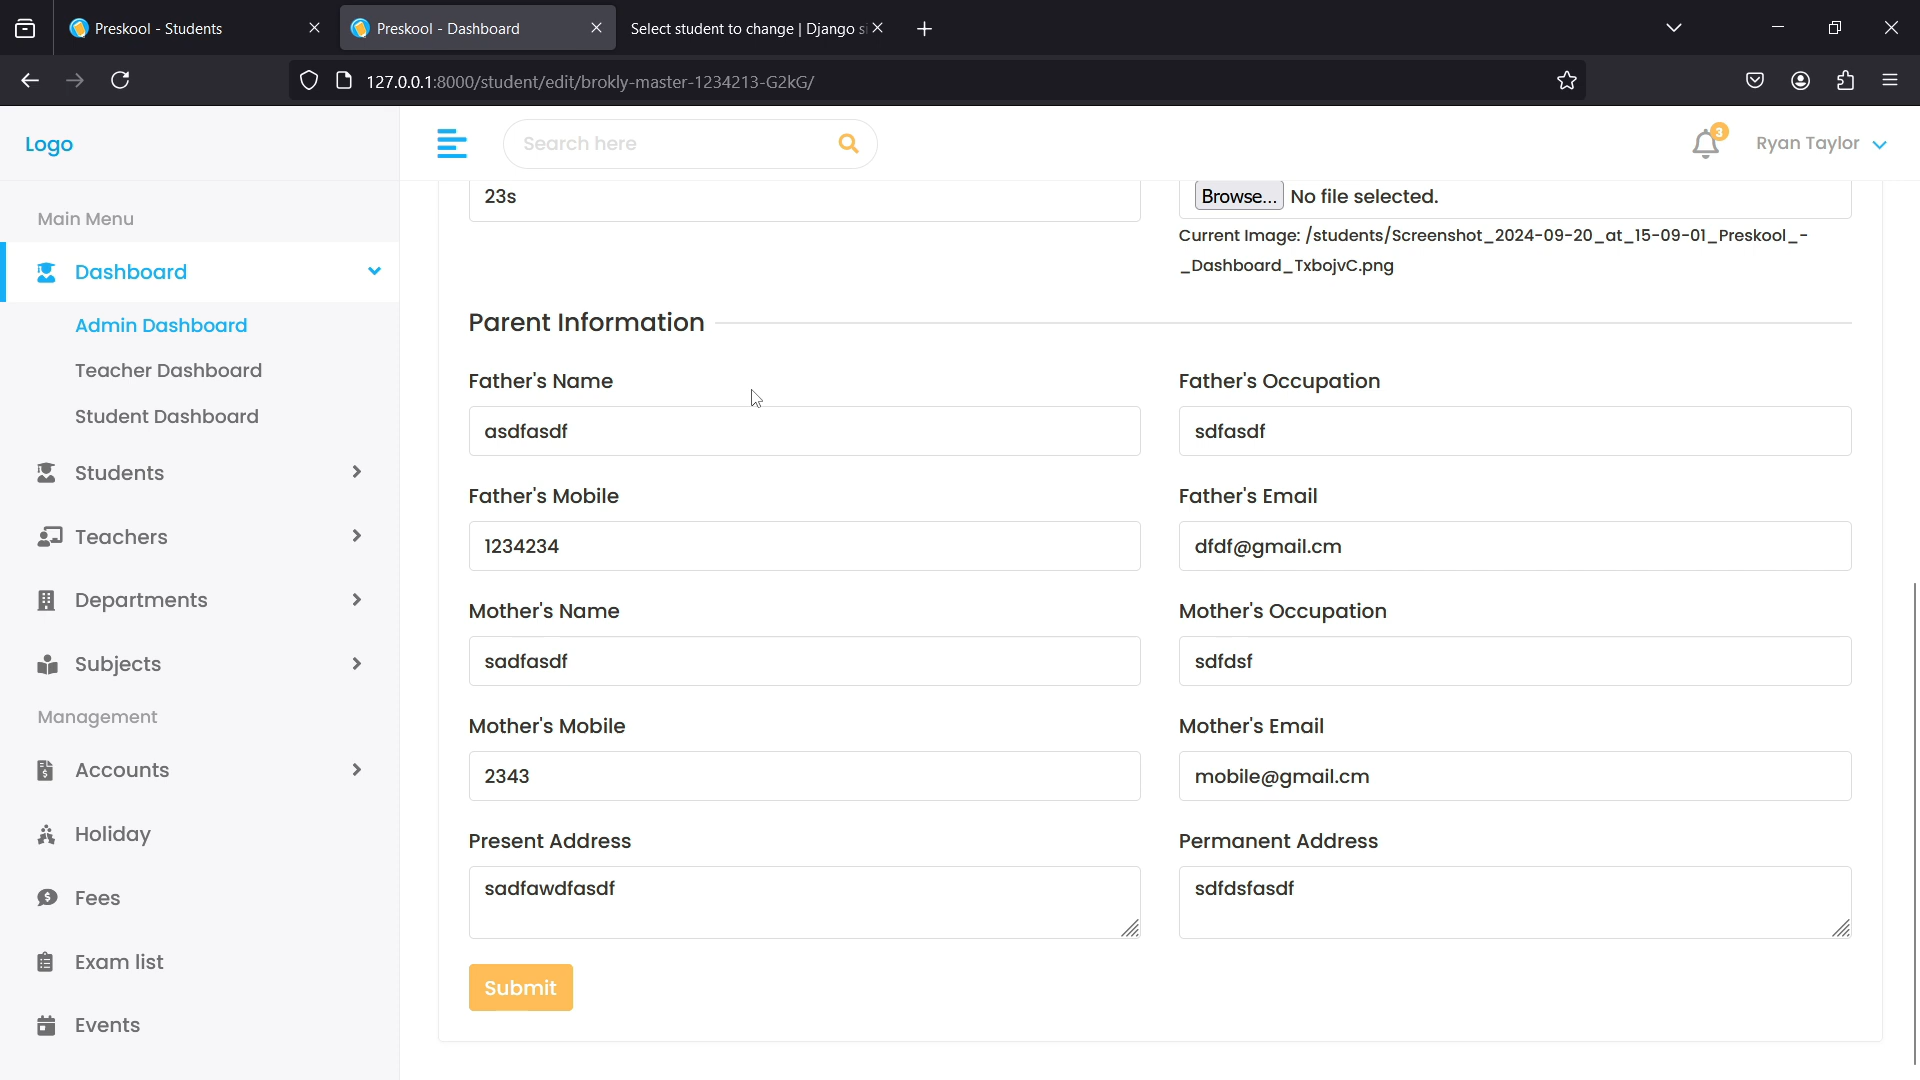 Preskool - Students
Preskool - Dashboard
Select student to change | Django si
127.0.0.1:8000/student/edit/brokly-master-1234213-G2kG/
Logo
Search here
3
Ryan Taylor
Main Menu
Dashboard
Admin Dashboard
Teacher Dashboard
Student Dashboard
Students
Teachers
Departments
Subjects
Management
Accounts
Holiday
Fees
Exam list
Events
23s
Browse... No file selected.
Current Image: /students/Screenshot_2024-09-20_at_15-09-01_Preskool_-
_Dashboard_TxbojvC.png
Parent Information
Father's Name
Father's Occupation
asdfasdf
sdfasdf
Father's Mobile
Father's Email
1234234
dfdf@gmail.cm
Mother's Name
Mother's Occupation
sadfasdf
sdfdsf
Mother's Mobile
Mother's Email
2343
mobile@gmail.cm
Present Address
Permanent Address
sadfawdfasdf
sdfdsfasdf
Submit